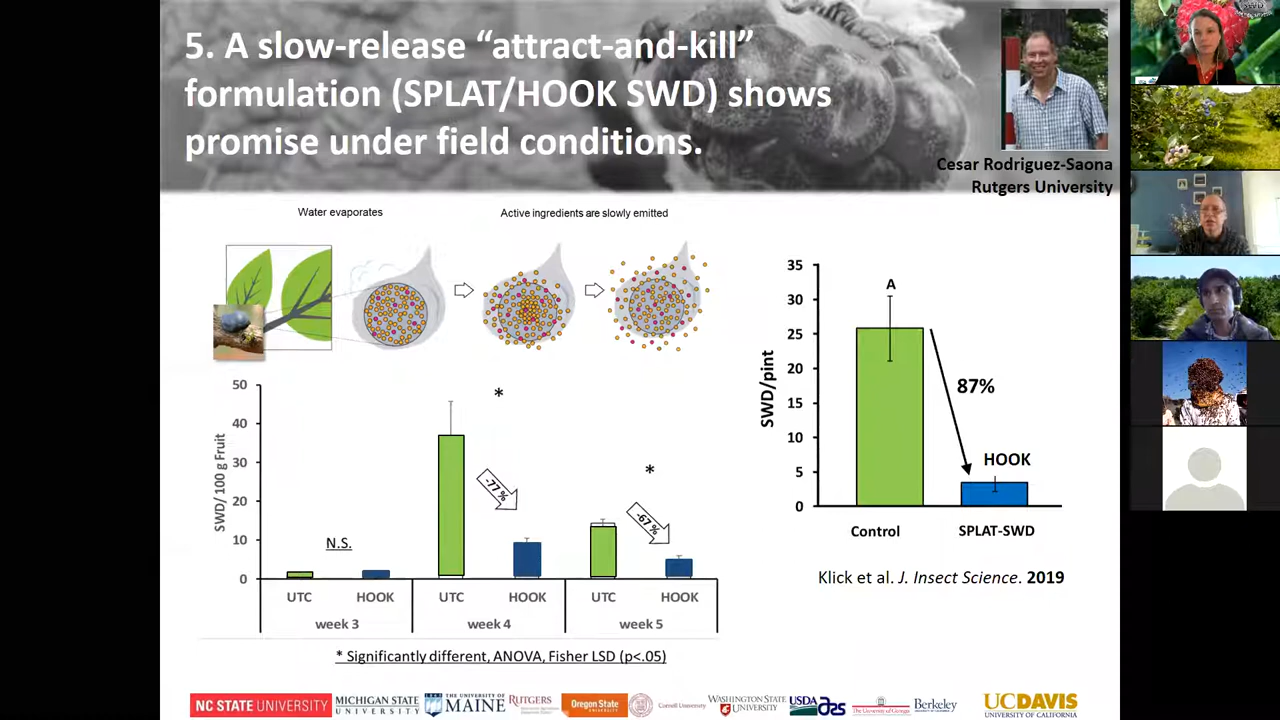 5. A slow-release “attract-and-kill”
formulation (SPLAT/HOOK SWD) shows
promise under field conditions.
Cesar Rodriguez-Saona
Rutgers University
Water evaporates
Active ingredients are slowly emitted
50
40
30
20
10
0
SWD/ 100 g Fruit
N.S.
*
-77 %
*
-67 %
UTC HOOK UTC HOOK UTC HOOK
week 3 week 4 week 5
* Significantly different, ANOVA, Fisher LSD (p<.05)
35
30
25
20
15
10
5
0
SWD/pint
A
87%
HOOK
Control SPLAT-SWD
Klick et al. J. Insect Science. 2019
NC STATE UNIVERSITY
MICHIGAN STATE
UNIVERSITY
THE UNIVERSITY OF
MAINE
RUTGERS
Oregon State
UNIVERSITY
Cornell University
WASHINGTON STATE
UNIVERSITY
USDA
The University of Georgia
Berkeley
UNIVERSITY OF CALIFORNIA
UCDAVIS
UNIVERSITY OF CALIFORNIA